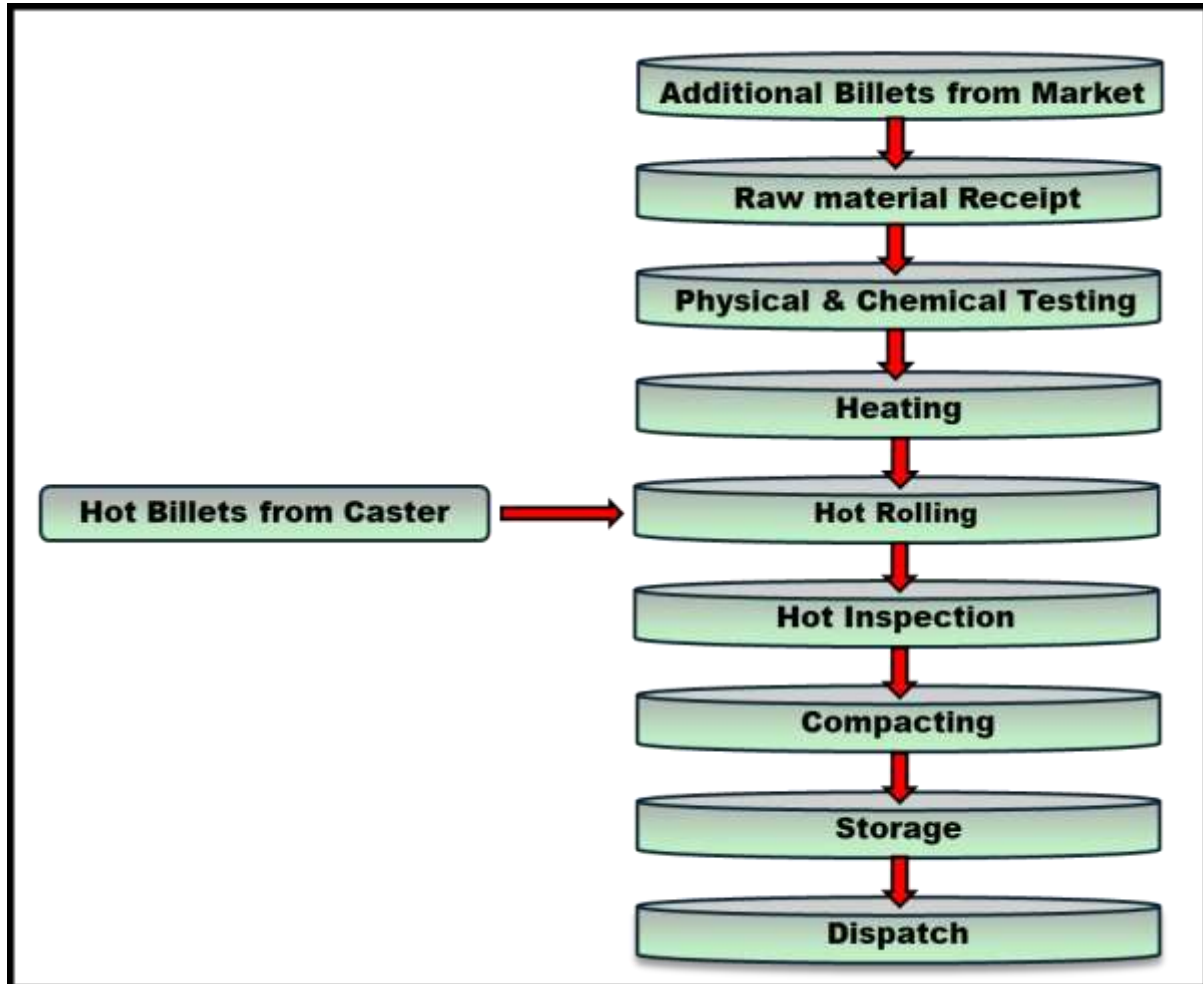 Additional Billets from Market
Raw material Receipt
Physical & Chemical Testing
Heating
Hot Billets from Caster
Hot Rolling
Hot Inspection
Compacting
Storage
Dispatch